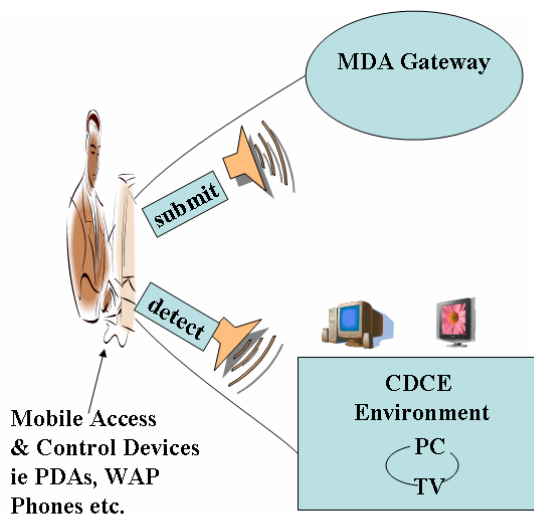 MDA Gateway
submit
detect
CDCE
Environment
PC
TV
Mobile Access
& Control Devices
ie PDAs, WAP
Phones etc.